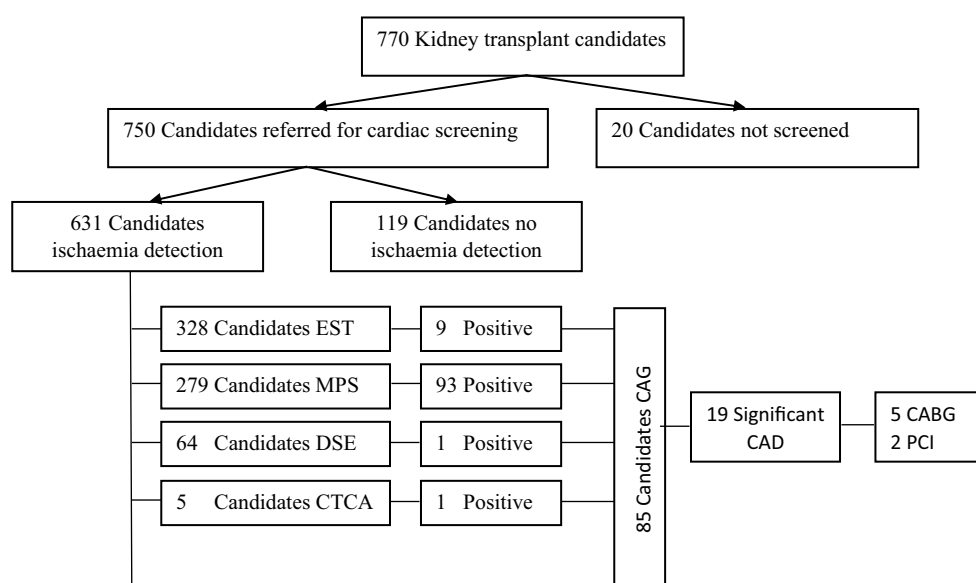 770 Kidney transplant candidates
750 Candidates referred for cardiac screening
20 Candidates not screened
631 Candidates
ischaemia detection
119 Candidates no
ischaemia detection
328 Candidates EST
9 Positive
279 Candidates MPS
93 Positive
64 Candidates DSE
1 Positive
5 Candidates CTCA
1 Positive
85 Candidates CAG
19 Significant
CAD
5 CABG
2 PCI